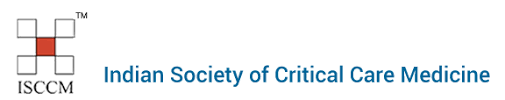 TM
ISCCM
Indian Society of Critical Care Medicine